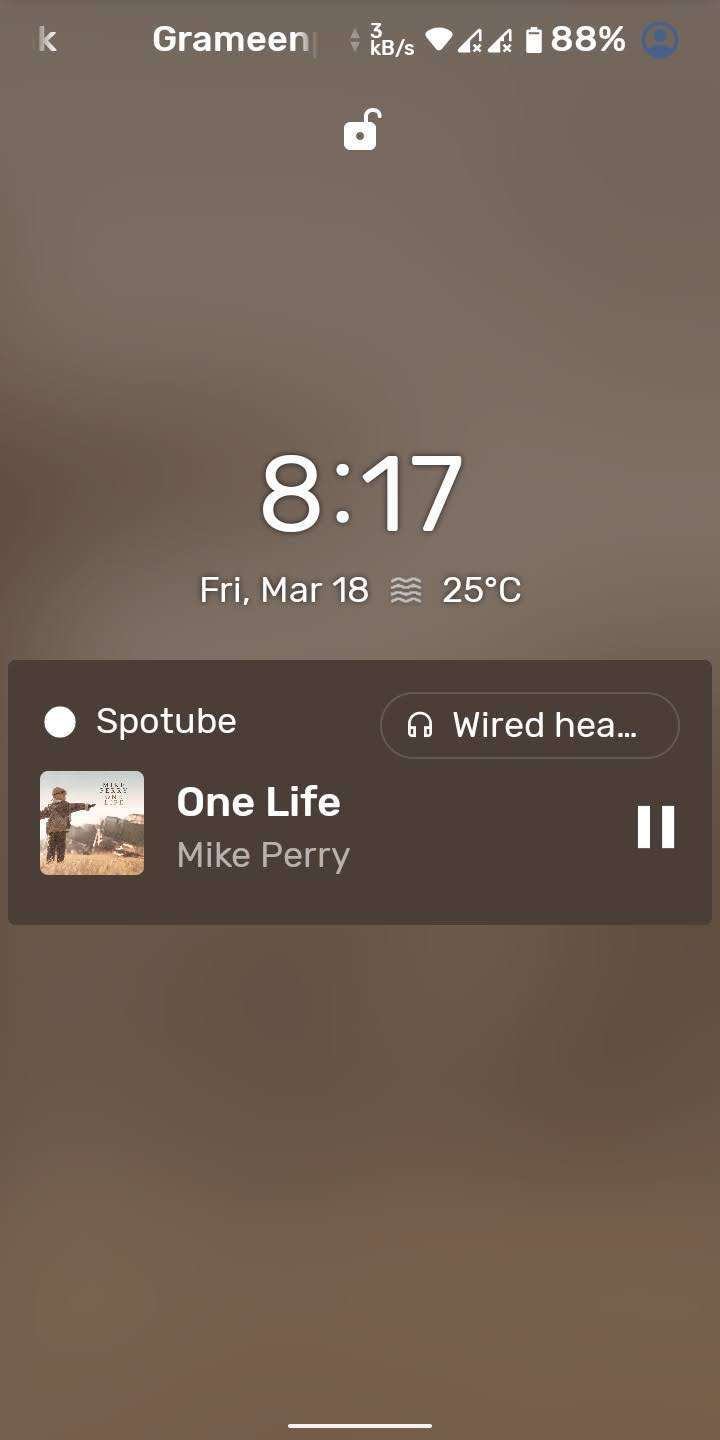 k Grameen 3 kB/s 88%
8:17
Fri, Mar 18 25°C
Spotube Wired hea...
MIKE
PERRY
ONE
LIFE
One Life
Mike Perry